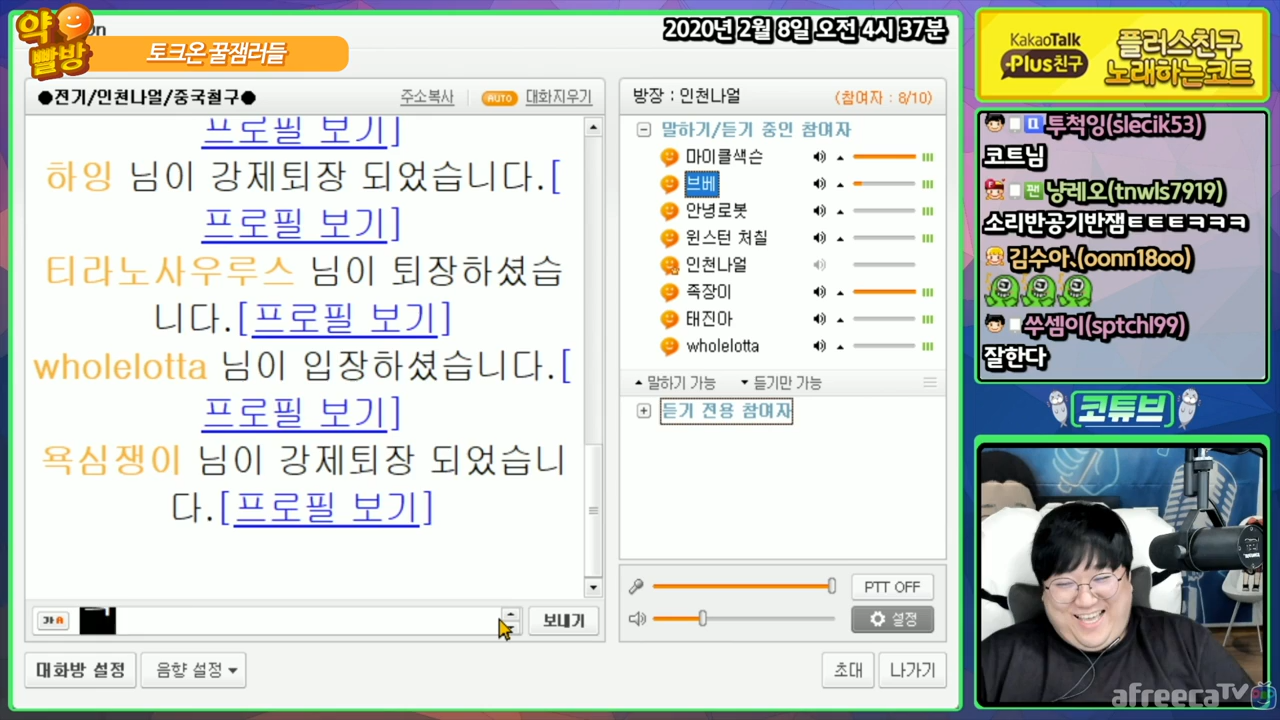 약빨방
on
토크온 꿀잼러들
2020년 2월 8일 오전 4시 37분
●전기/인천나얼/중국철구●
주소복사
AUTO
대화지우기
프로필 보기]
하잉 님이 강제퇴장 되었습니다.[
프로필 보기]
티라노사우루스 님이 퇴장하셨습
니다.[프로필 보기]
wholelotta 님이 입장하셨습니다.[
프로필 보기]
욕심쟁이 님이 강제퇴장 되었습니
다.[프로필 보기]
가A
보내기
대화방 설정
음향 설정
방장 : 인천나얼
(참여자 : 8/10)
말하기/듣기 중인 참여자
마이클색슨
브베
안녕로봇
윈스턴 처칠
인천나얼
족장이
태진아
wholelotta
말하기 가능
듣기만 가능
듣기 전용 참여자
PTT OFF
설정
초대
나가기
KakaoTalk
Plus친구
플러스친구
노래하는코트
투척잉(slecik53)
코트님
팬 냥레오(tnwls7919)
소리반공기반잼ㅌㅌㅌㅋㅋㅋ
김수아.(oonn18oo)
쑤셈이(sptchl99)
잘한다
코튜브
afreecaTV